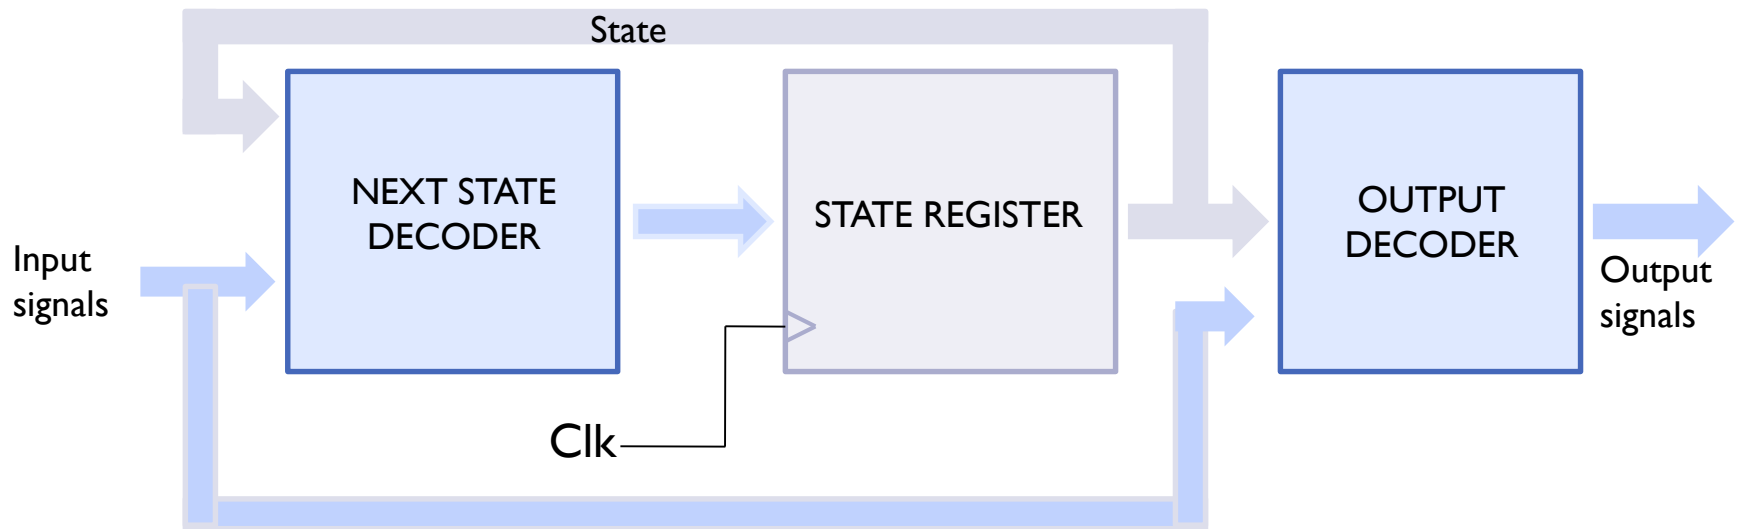 State
NEXT STATE
DECODER
STATE REGISTER
OUTPUT
DECODER
Input
signals
Output
signals
Clk